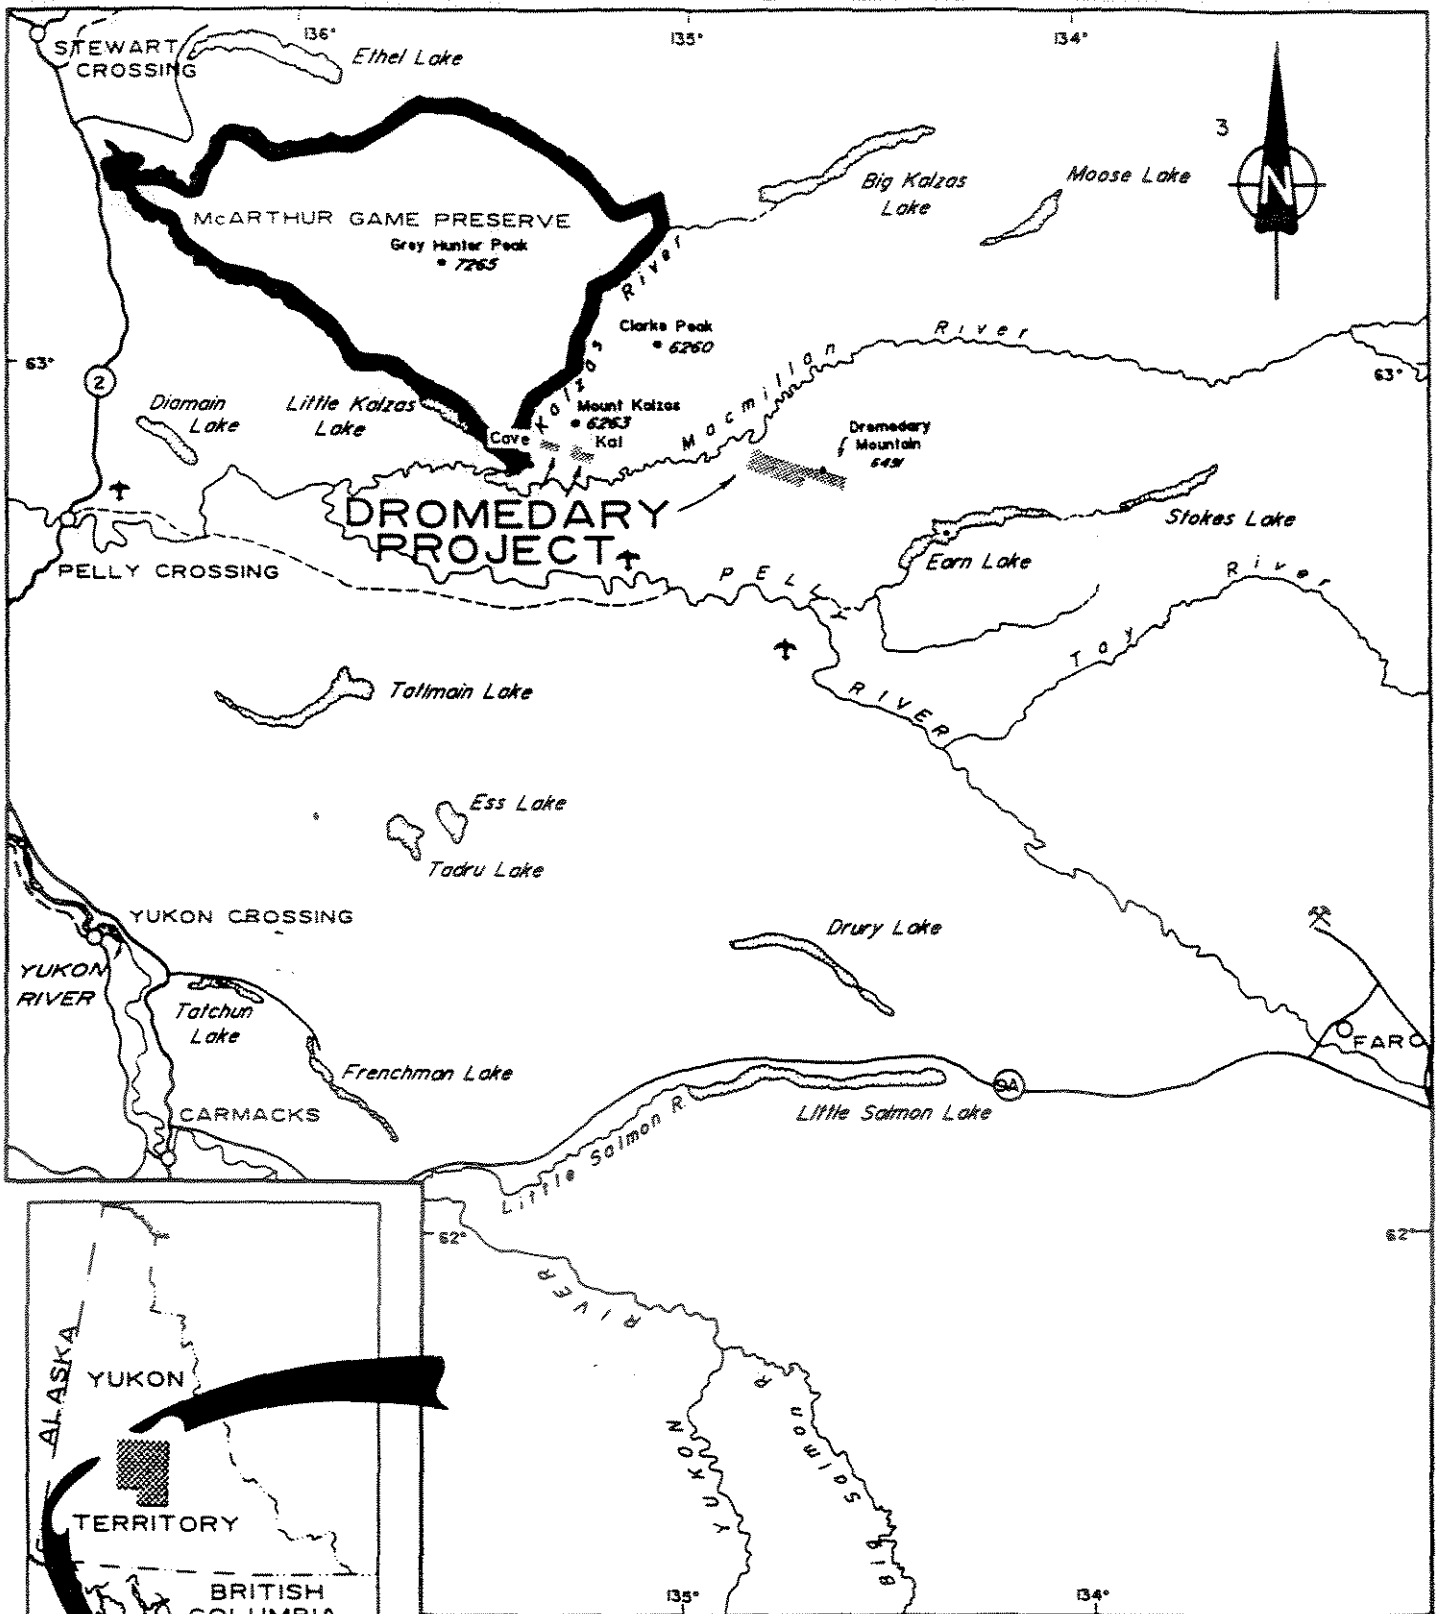 136°
135°
134°
STEWART
CROSSING
Ethel Lake
3
N
Big Kalzas
Lake
Moose Lake
McARTHUR GAME PRESERVE
Grey Hunter Peak
7265
Kalzas River
Clarke Peak
6260
Macmillan River
63°
63°
2
Diamain
Lake
Little Kalzas
Lake
Mount Kalzas
6263
Cave
Kal
Dromedary
Mountain
6491
DROMEDARY
PROJECT
Stokes Lake
Earn Lake
PELLY CROSSING
PELLY RIVER
Tay River
Tatlmain Lake
Ess Lake
Tadru Lake
YUKON CROSSING
Drury Lake
YUKON
RIVER
Tatchun
Lake
FARO
Frenchman Lake
9A
CARMACKS
Little Salmon Lake
Little Salmon R.
62°
62°
YUKON RIVER
Big Salmon R
ALASKA
YUKON
TERRITORY
BRITISH
COLUMBIA
135°
134°